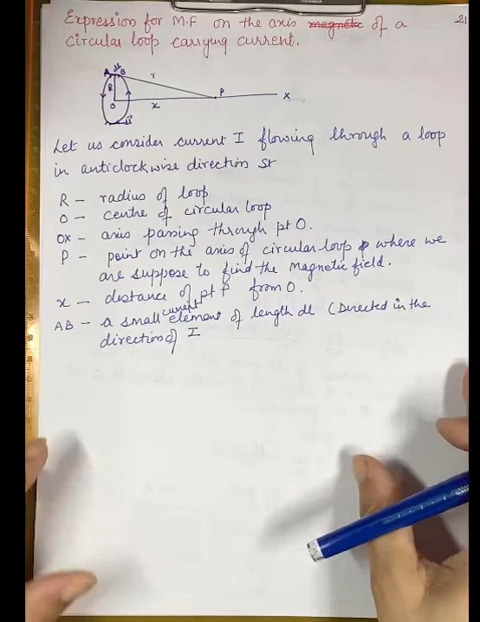 Expression for M.F on the axis magnetic of a
circular loop carrying current.
21
A dl B
R
r
O
x
P
X
Let us consider current I flowing through a loop
in anticlockwise direction st
R - radius of loop
O - centre of circular loop
OX - axis passing through pt O.
P - point on the axis of circular loop where we
are suppose to find the magnetic field.
x - distance of pt P from O.
AB - a small current element of length dl (Directed in the
direction of I